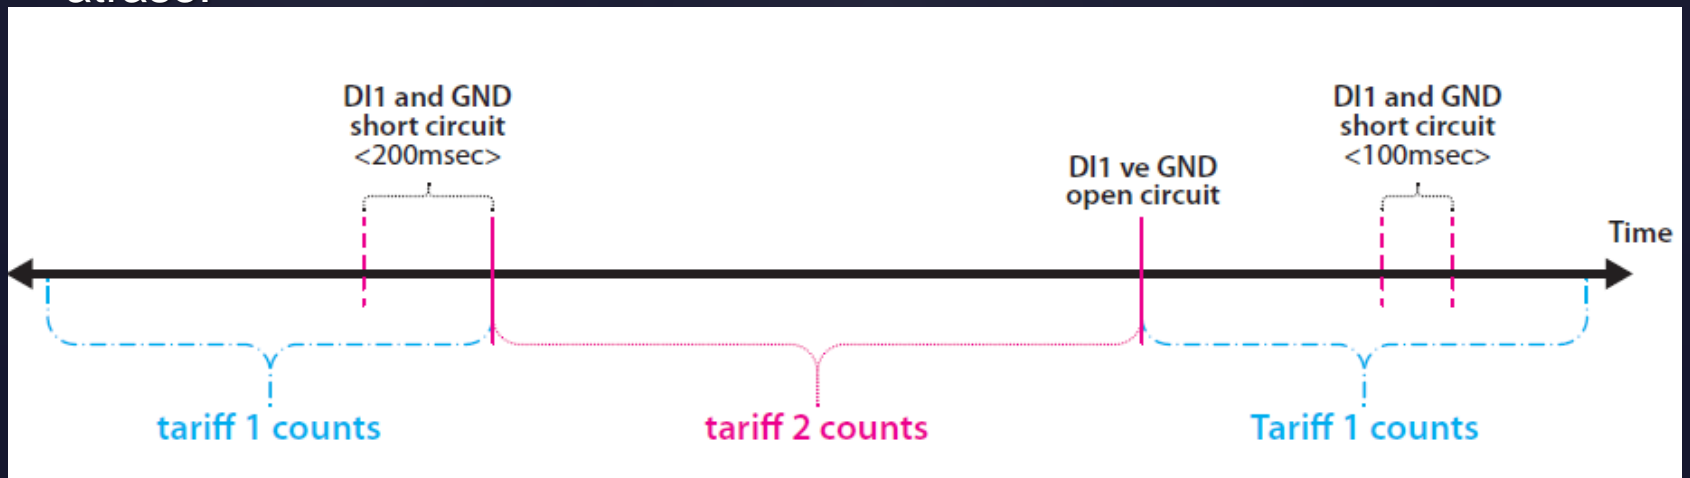 DI1 and GND
short circuit
<200msec>
DI1 ve GND
open circuit
DI1 and GND
short circuit
<100msec>
Time
tariff 1 counts
tariff 2 counts
Tariff 1 counts